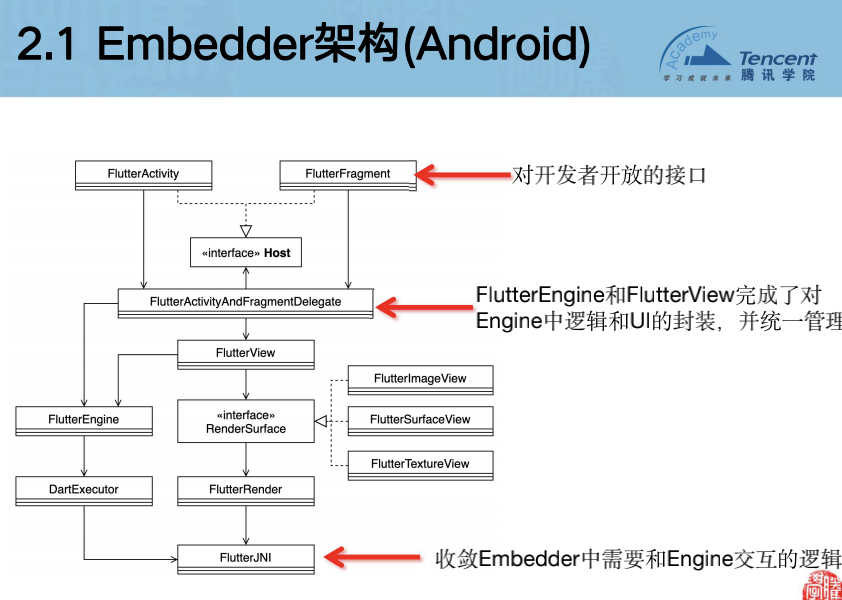 2.1 Embedder架构(Android)
Academy
学习成就未来
Tencent
腾讯学院
FlutterActivity
FlutterFragment
对开发者开放的接口
«interface» Host
FlutterActivityAndFragmentDelegate
FlutterEngine和FlutterView完成了对
Engine中逻辑和UI的封装，并统一管理
FlutterView
FlutterImageView
FlutterEngine
«interface»
RenderSurface
FlutterSurfaceView
FlutterTextureView
DartExecutor
FlutterRender
FlutterJNI
收敛Embedder中需要和Engine交互的逻辑